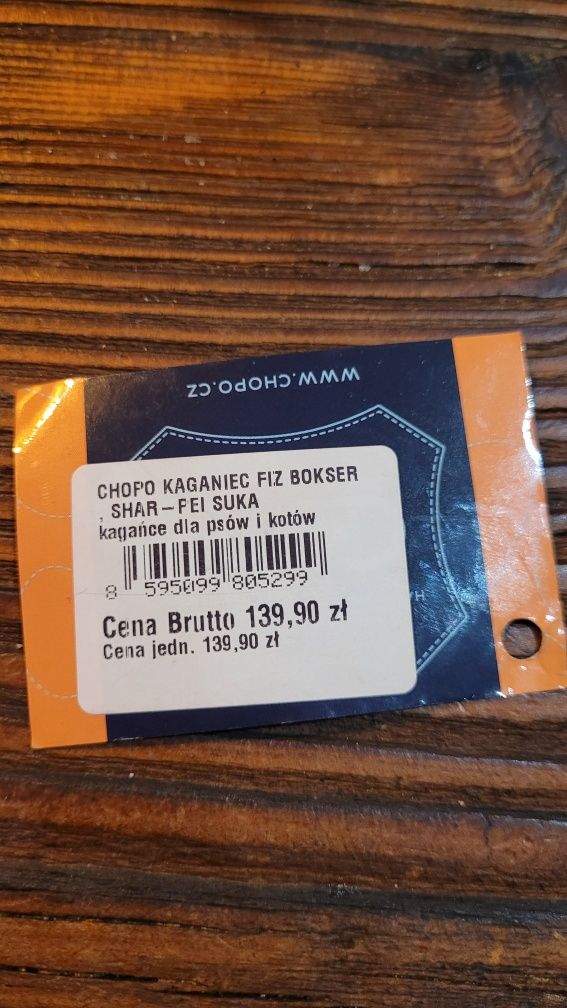 WWW.CHOPO.CZ
CHOPO KAGANIEC FIZ BOKSER
, SHAR-PEI SUKA
kagańce dla psów i kotów
8 595099 805299
Cena Brutto 139,90 zł
Cena jedn. 139,90 zł